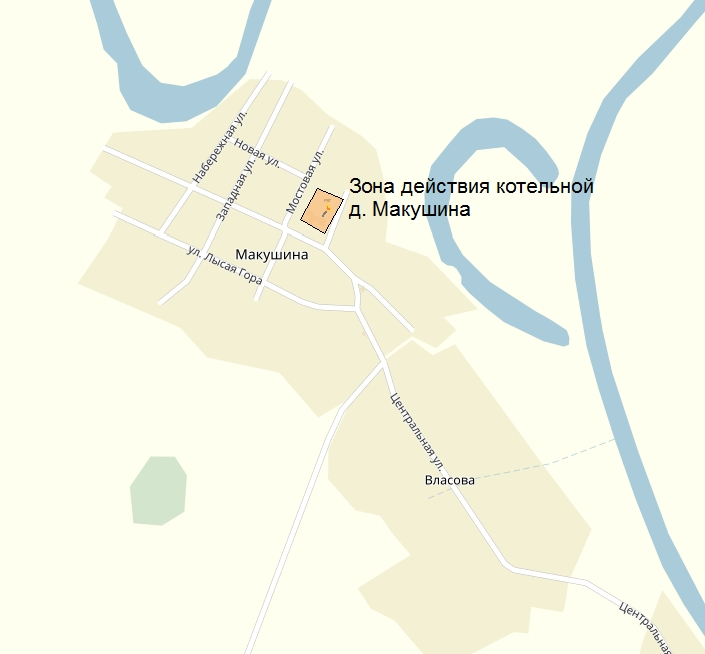 Набережная ул.
Новая ул.
Западная ул.
Мостовая ул.
Зона действия котельной
д. Макушина
Макушина
ул. Лысая Гора
Центральная ул.
Власова
Центральная